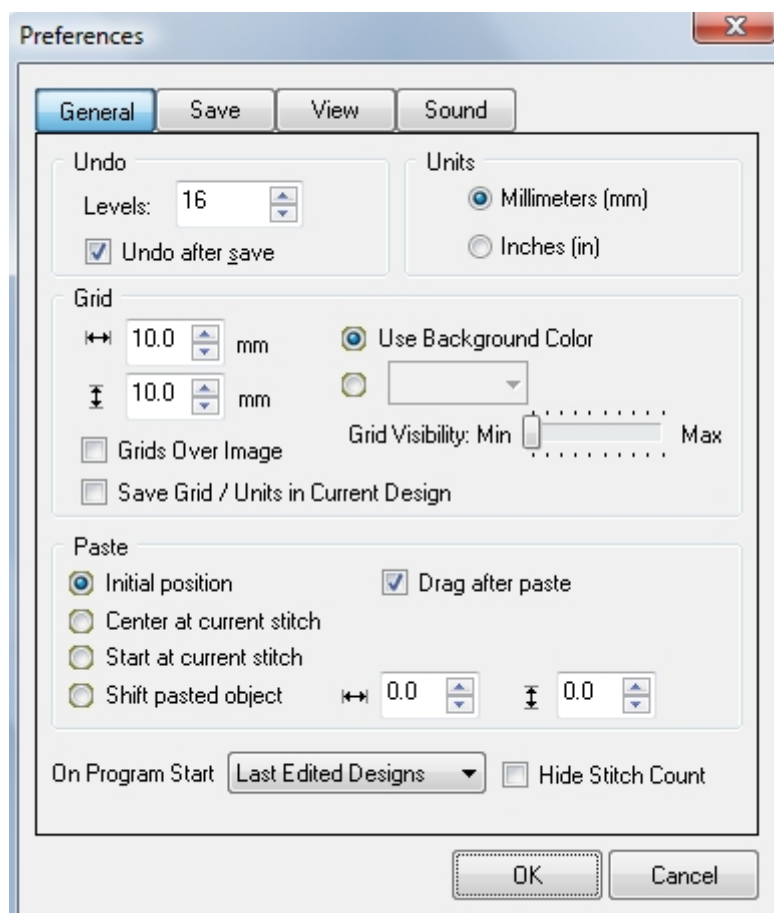 Preferences
General Save View Sound
Undo
Levels: 16
Undo after save
Units
Millimeters (mm)
Inches (in)
Grid
10.0 mm
10.0 mm
Grids Over Image
Save Grid / Units in Current Design
Use Background Color
Grid Visibility: Min Max
Paste
Initial position
Drag after paste
Center at current stitch
Start at current stitch
Shift pasted object 0.0 0.0
On Program Start Last Edited Designs Hide Stitch Count
OK Cancel